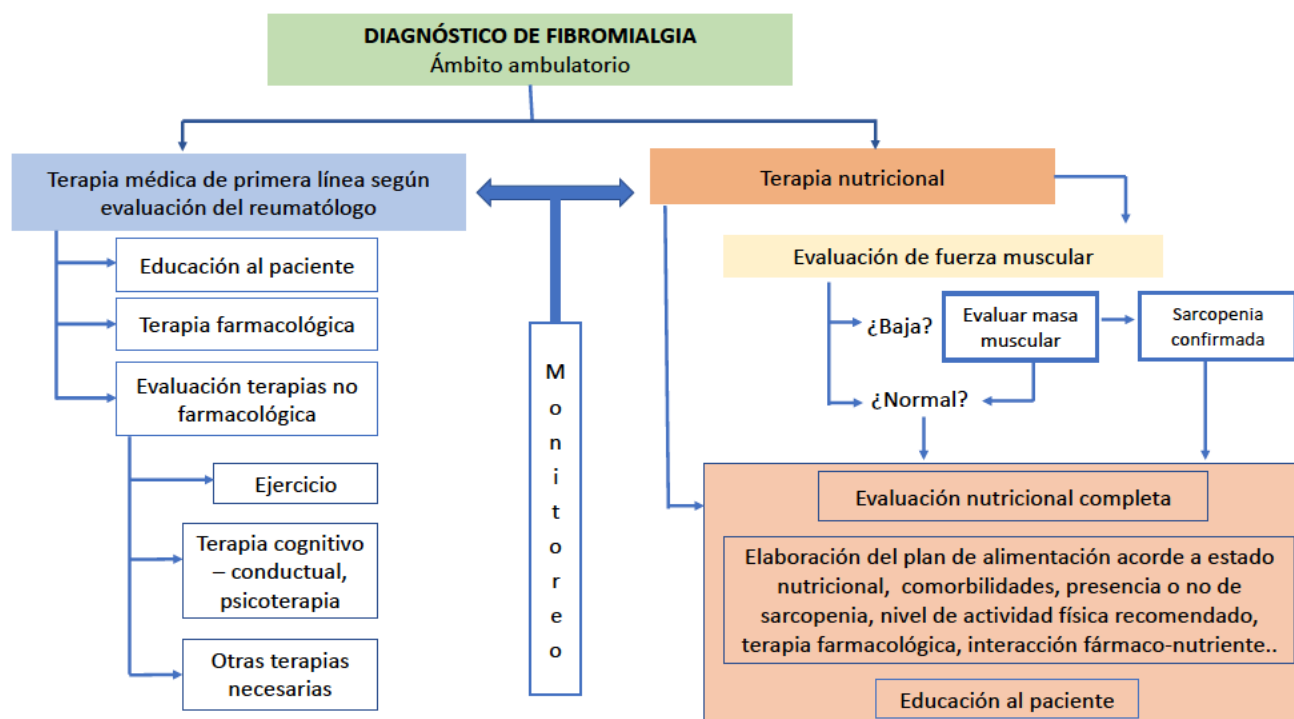 DIAGNÓSTICO DE FIBROMIALGIA
Ámbito ambulatorio
Terapia médica de primera línea según
evaluación del reumatólogo
Educación al paciente
Terapia farmacológica
Evaluación terapias no
farmacológica
Ejercicio
Terapia cognitivo
– conductual,
psicoterapia
Otras terapias
necesarias
M
o
n
i
t
o
r
e
o
Terapia nutricional
Evaluación de fuerza muscular
¿Baja?
Evaluar masa
muscular
Sarcopenia
confirmada
¿Normal?
Evaluación nutricional completa
Elaboración del plan de alimentación acorde a estado
nutricional, comorbilidades, presencia o no de
sarcopenia, nivel de actividad física recomendado,
terapia farmacológica, interacción fármaco-nutriente..
Educación al paciente